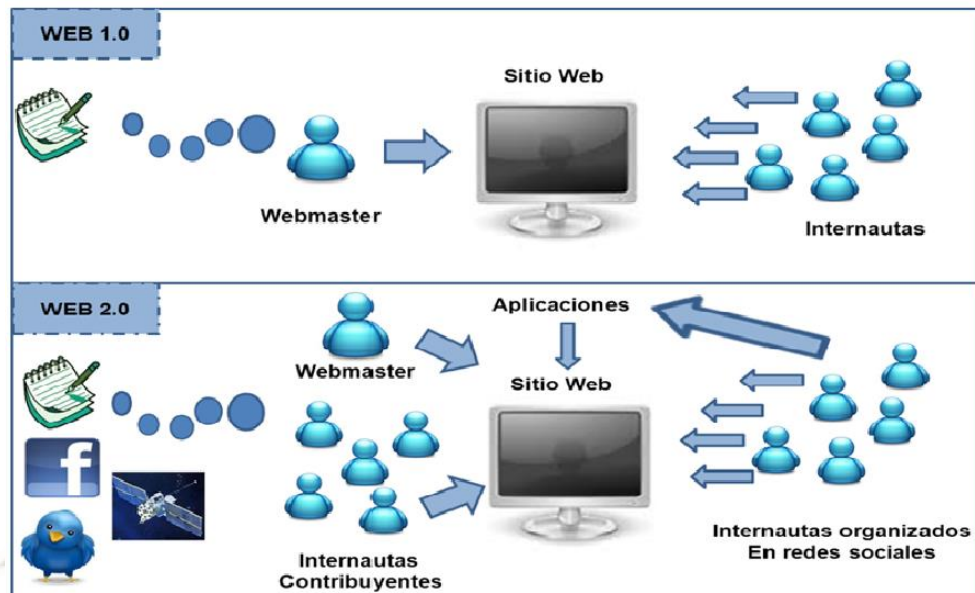 WEB 1.0
Sitio Web
Webmaster
Internautas
WEB 2.0
Aplicaciones
Webmaster
Sitio Web
f
Internautas
Contribuyentes
Internautas organizados
En redes sociales